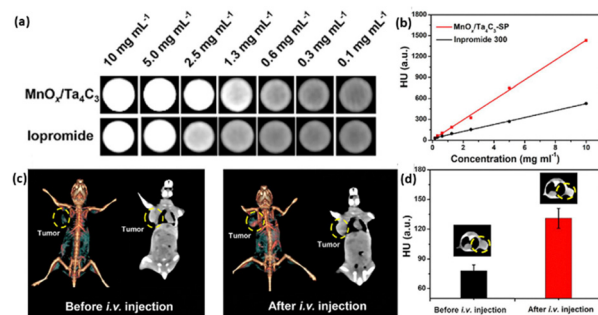 (a)
10 mg mL⁻¹
5.0 mg mL⁻¹
2.5 mg mL⁻¹
1.3 mg mL⁻¹
0.6 mg mL⁻¹
0.3 mg mL⁻¹
0.1 mg mL⁻¹
MnOₓ/Ta₄C₃
Iopromide
(b)
MnOₓ/Ta₄C₃-SP
Inpromide 300
HU (a.u.)
1800
1500
1200
900
600
300
0
0 2 4 6 8 10
Concentration (mg ml⁻¹)
(c)
Tumor
Tumor
Before i.v. injection
Tumor
Tumor
After i.v. injection
(d)
HU (a.u.)
180
150
120
90
60
Before i.v. injection
After i.v. injection